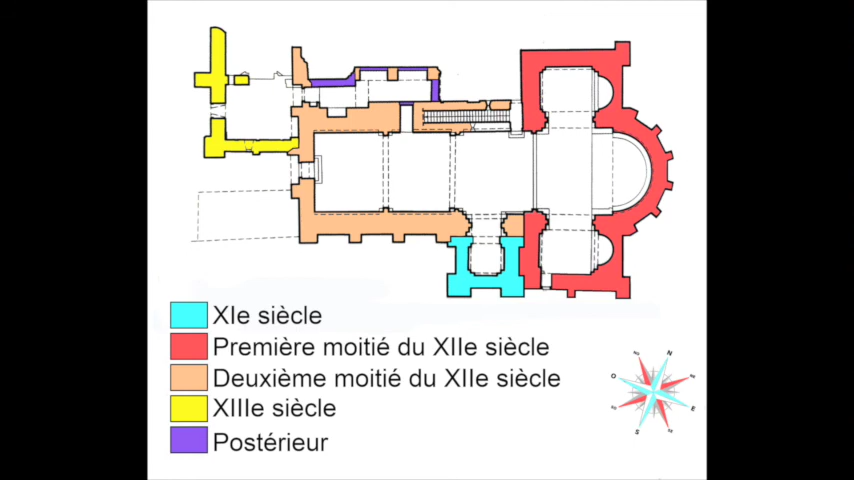 XIe siècle
Première moitié du XIIe siècle
Deuxième moitié du XIIe siècle
XIIIe siècle
Postérieur
N
O
E
S